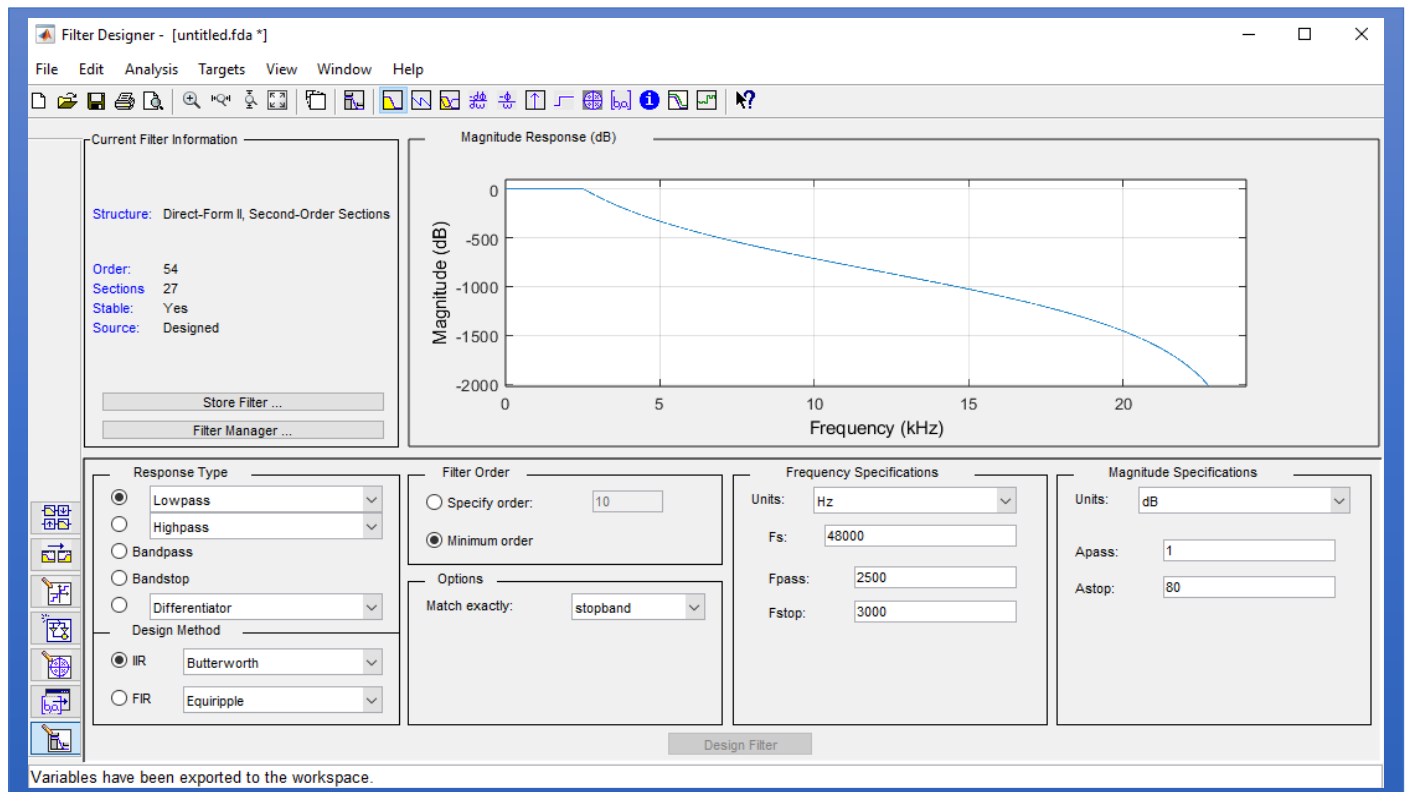 Filter Designer - [untitled.fda *]
File Edit Analysis Targets View Window Help
Current Filter Information
Structure: Direct-Form II, Second-Order Sections
Order: 54
Sections 27
Stable: Yes
Source: Designed
Store Filter ...
Filter Manager ...
Magnitude Response (dB)
Magnitude (dB)
0
-500
-1000
-1500
-2000
0 5 10 15 20
Frequency (kHz)
Response Type
Lowpass
Highpass
Bandpass
Bandstop
Differentiator
Design Method
IIR Butterworth
FIR Equiripple
Filter Order
Specify order: 10
Minimum order
Options
Match exactly: stopband
Frequency Specifications
Units: Hz
Fs: 48000
Fpass: 2500
Fstop: 3000
Magnitude Specifications
Units: dB
Apass: 1
Astop: 80
Design Filter
Variables have been exported to the workspace.